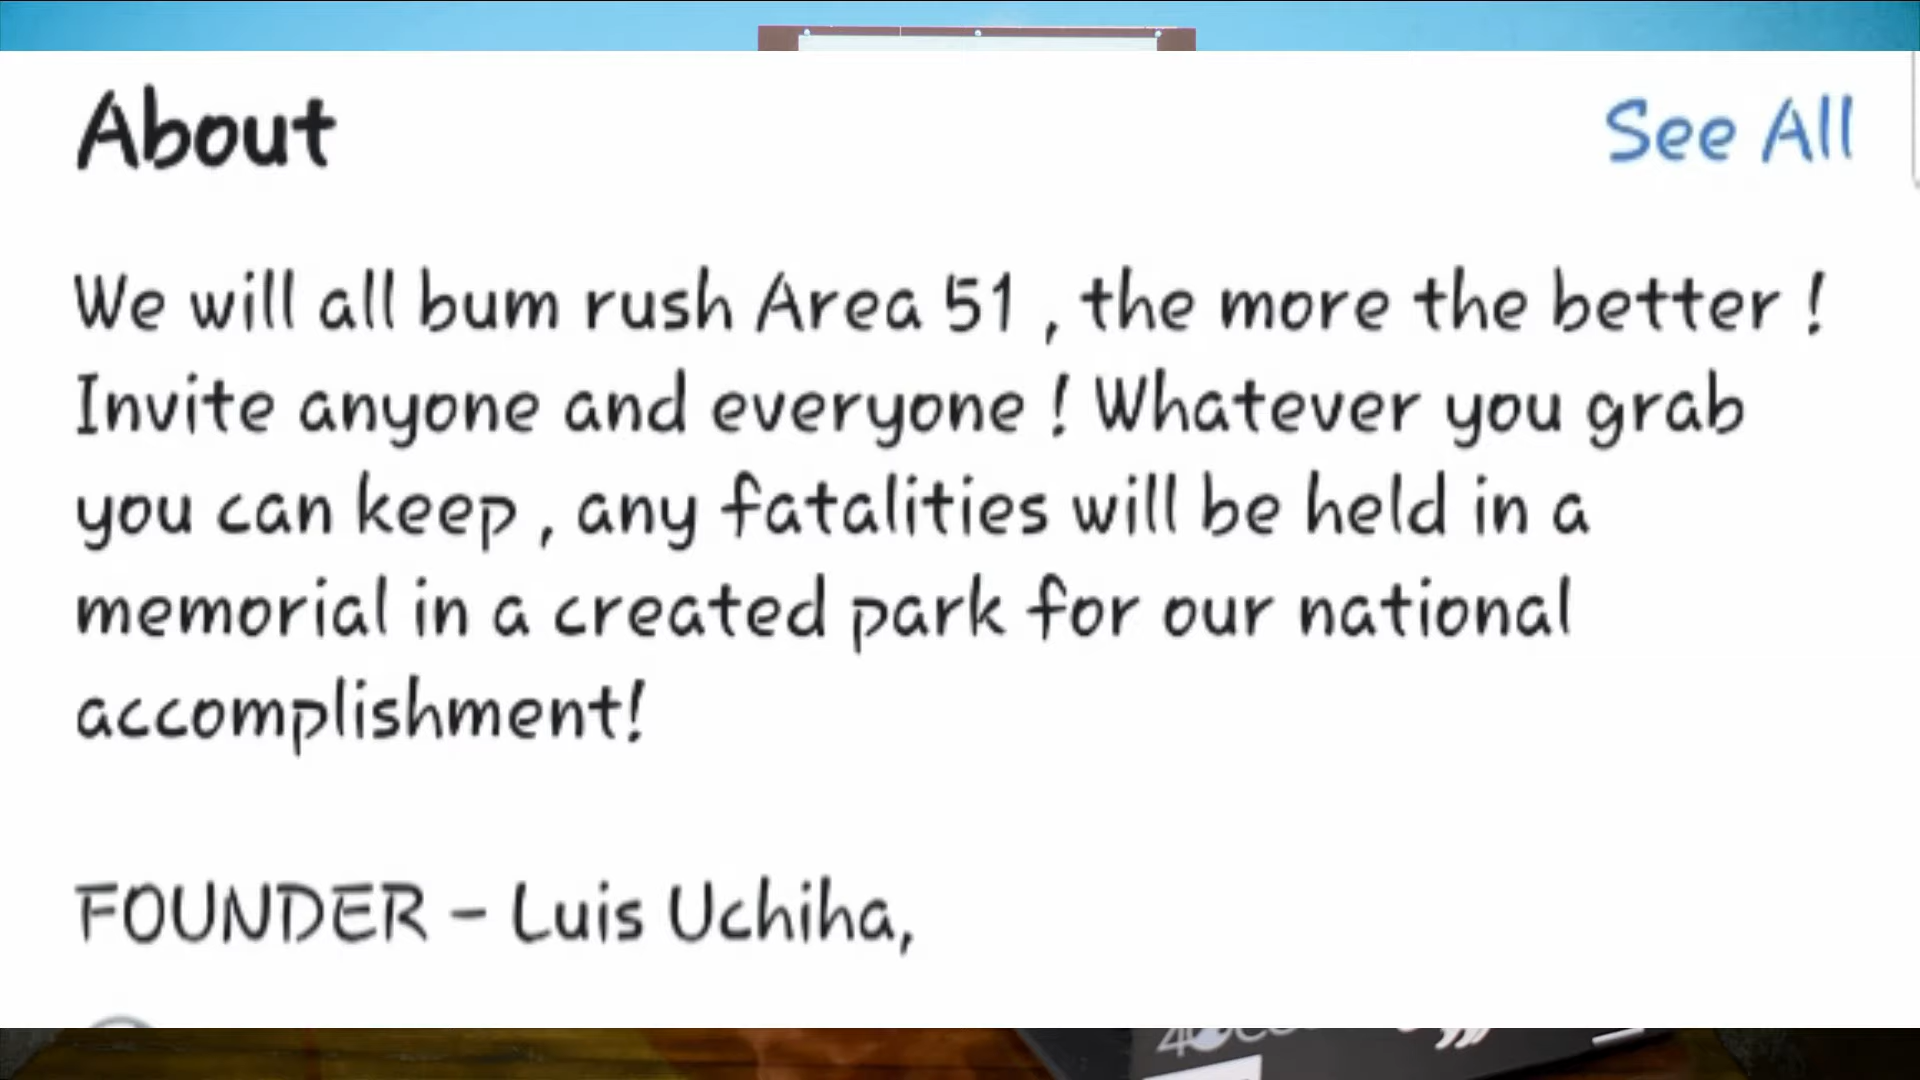 About
See All
We will all bum rush Area 51 , the more the better !
Invite anyone and everyone ! Whatever you grab
you can keep , any fatalities will be held in a
memorial in a created park for our national
accomplishment!
FOUNDER - Luis Uchiha,